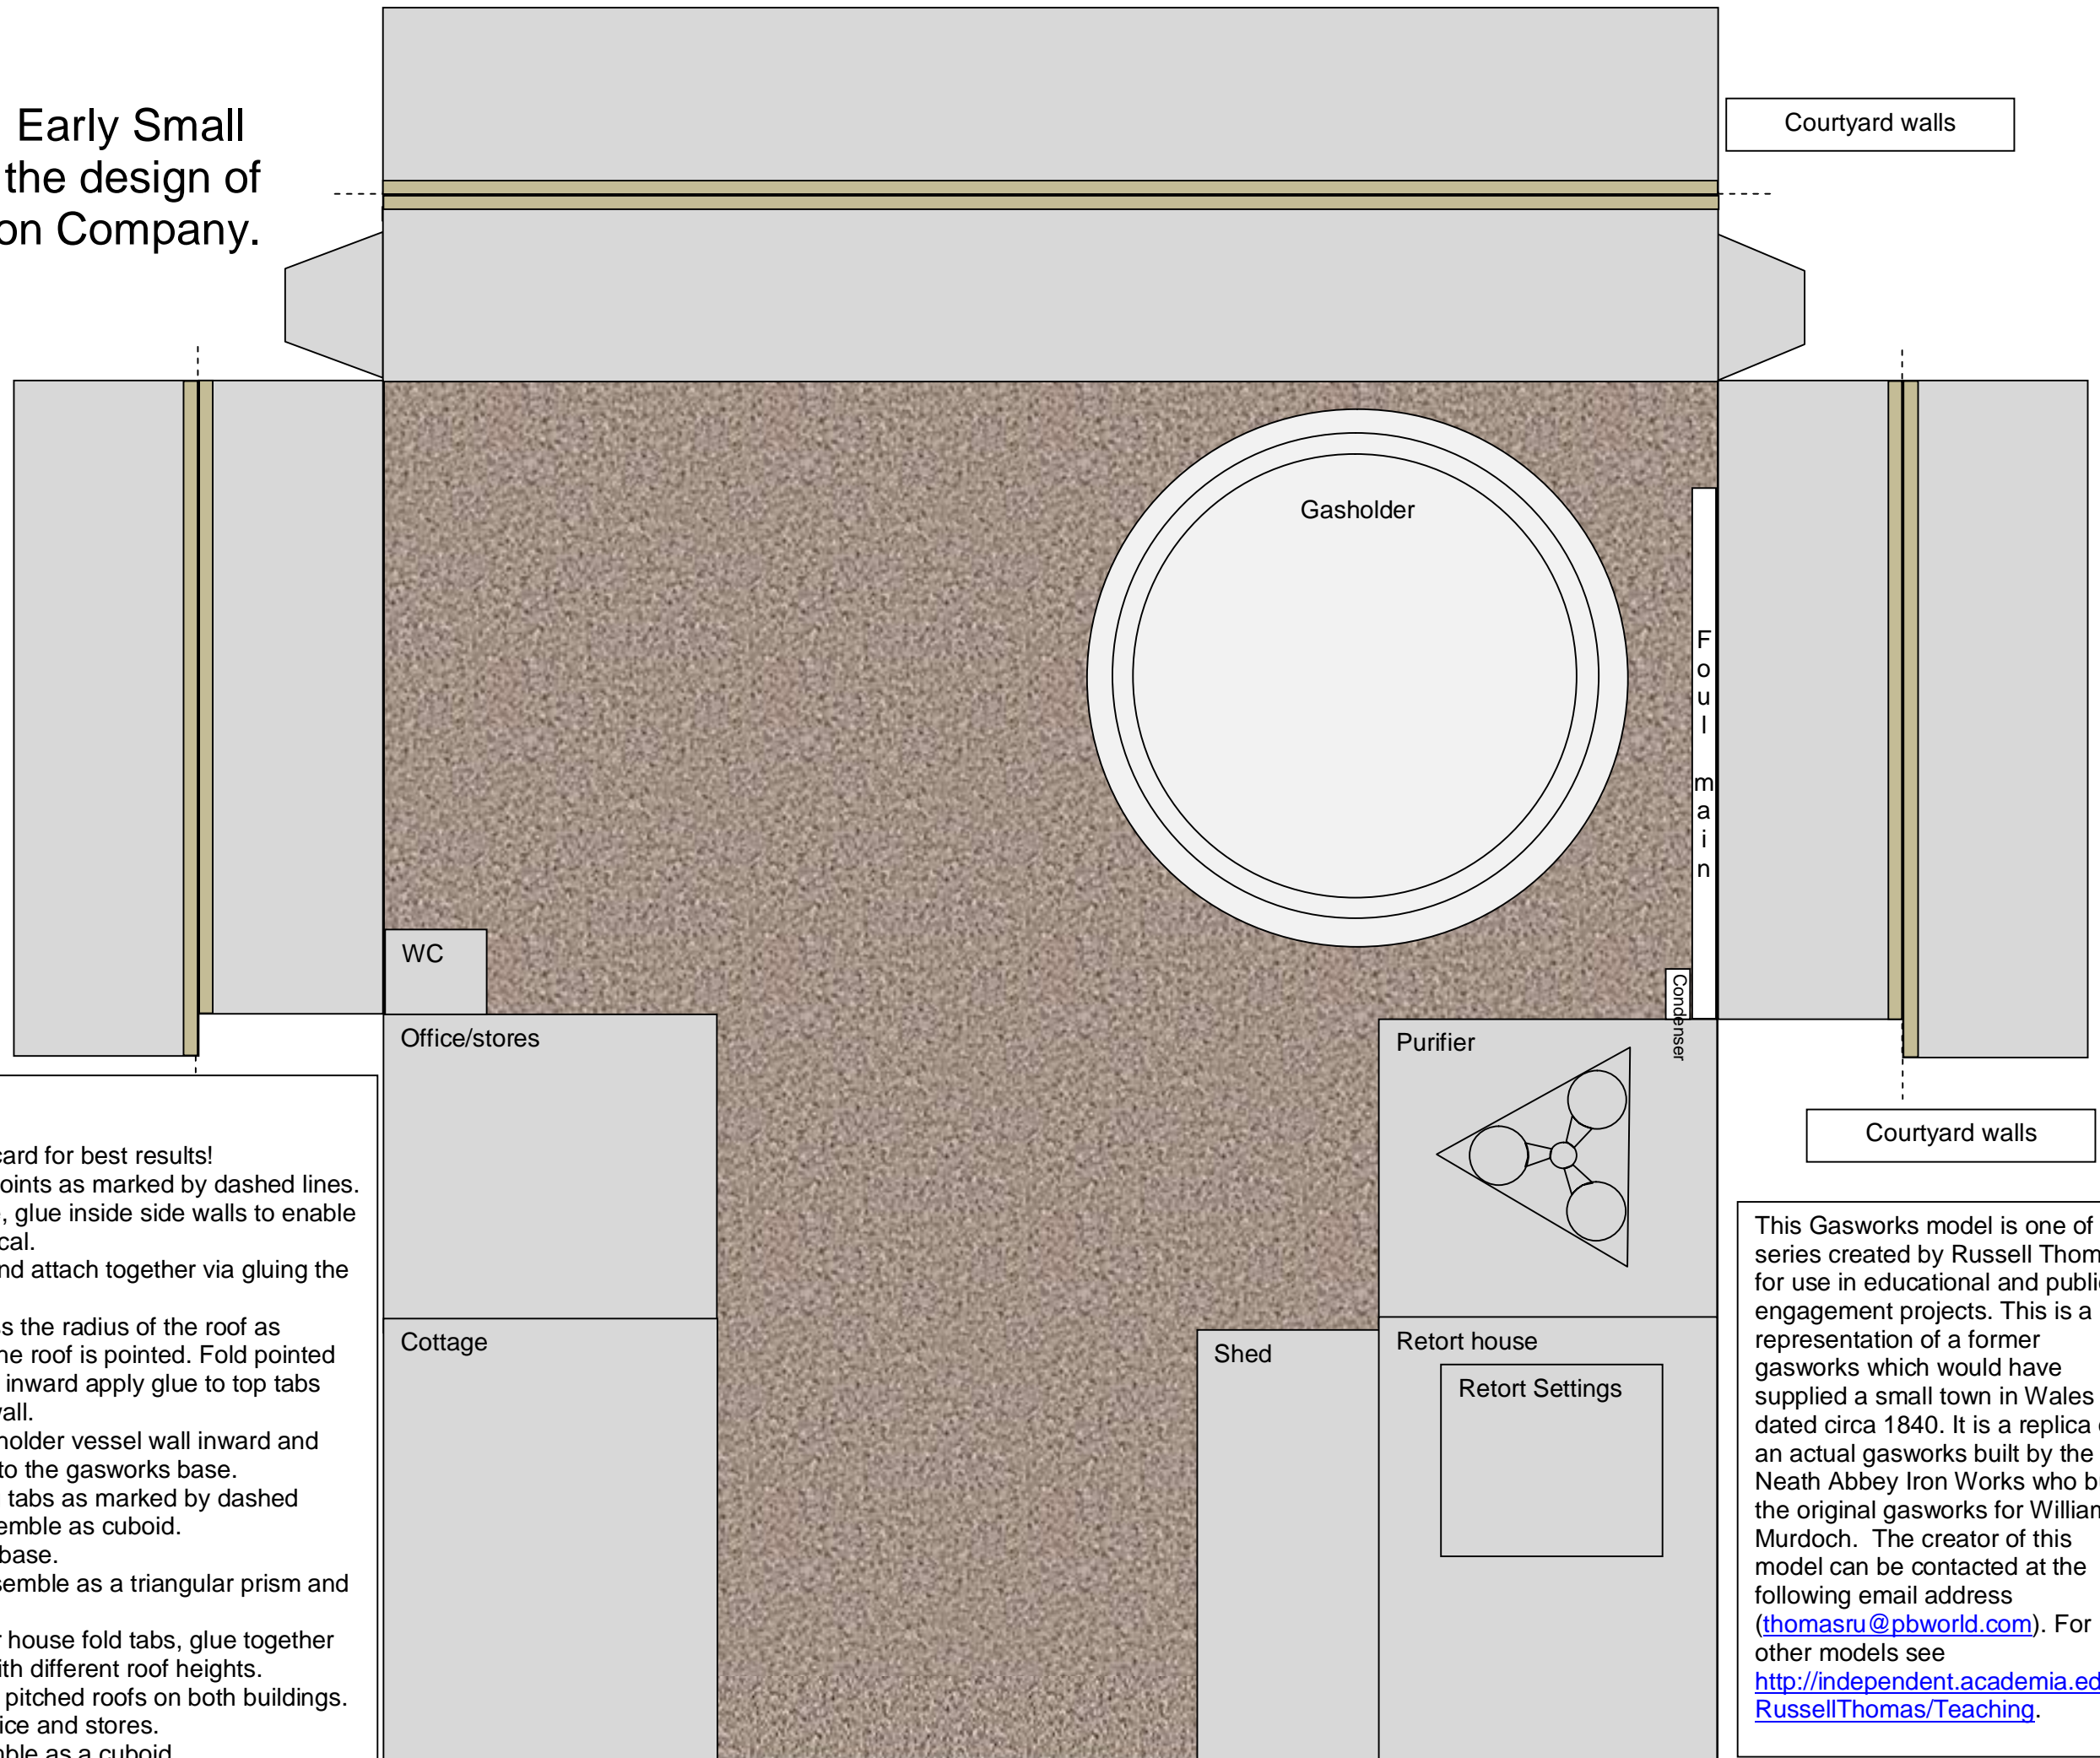 Early Small
the design of
on Company.
Courtyard walls
Gasholder
Foul main
WC
Condenser
Office/stores
Purifier
Courtyard walls
card for best results!
oints as marked by dashed lines.
, glue inside side walls to enable
ical.
nd attach together via gluing the
s the radius of the roof as
he roof is pointed. Fold pointed
inward apply glue to top tabs
wall.
holder vessel wall inward and
to the gasworks base.
tabs as marked by dashed
emble as cuboid.
base.
semble as a triangular prism and
r house fold tabs, glue together
ith different roof heights.
pitched roofs on both buildings.
ice and stores.
mble as a cuboid
Cottage
Shed
Retort house
Retort Settings
This Gasworks model is one of
series created by Russell Thom
for use in educational and publi
engagement projects. This is a
representation of a former
gasworks which would have
supplied a small town in Wales
dated circa 1840. It is a replica
an actual gasworks built by the
Neath Abbey Iron Works who b
the original gasworks for William
Murdoch. The creator of this
model can be contacted at the
following email address
(thomasru@pbworld.com). For
other models see
http://independent.academia.ed
RussellThomas/Teaching.